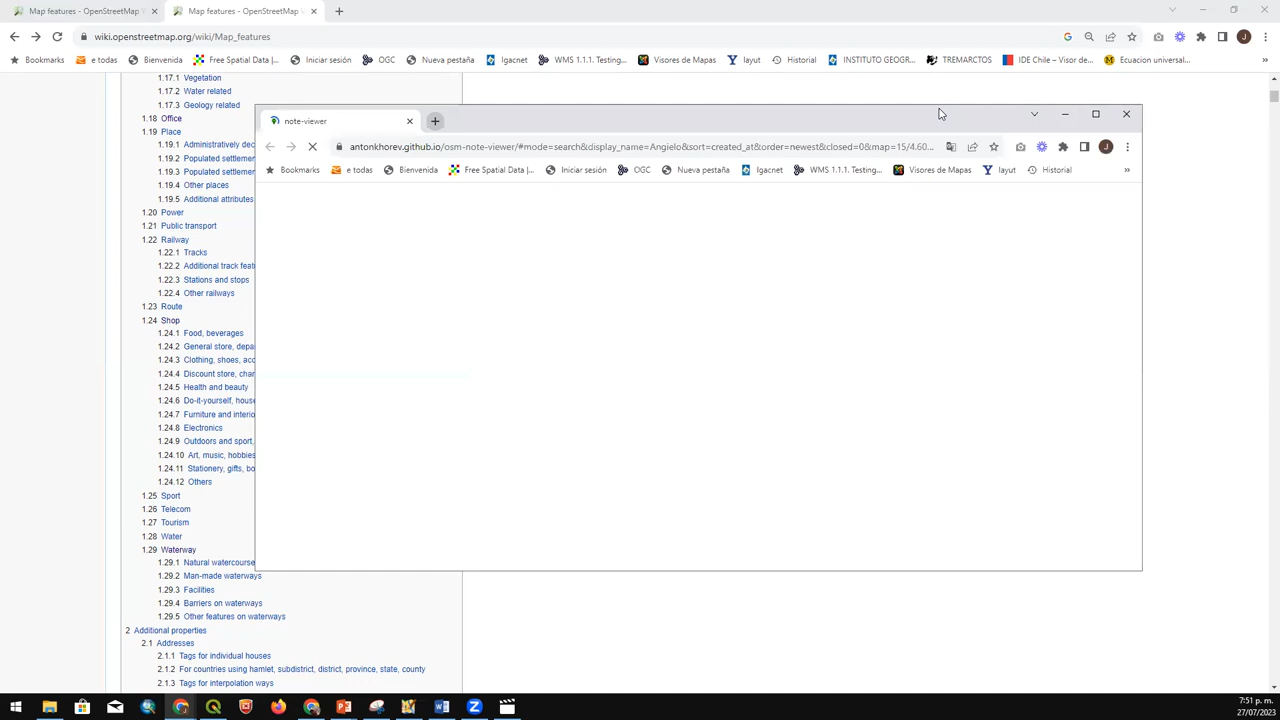 Map features - OpenStreetMap
Map features - OpenStreetMap
wiki.openstreetmap.org/wiki/Map_features
Bookmarks e todas Bienvenida Free Spatial Data |... Iniciar sesión OGC Nueva pestaña Igacnet WMS 1.1.1. Testing... Visores de Mapas layut Historial INSTITUTO GEOGR... TREMARCTOS IDE Chile – Visor de... Ecuacion universal... »
1.17.1 Vegetation
1.17.2 Water related
1.17.3 Geology related
1.18 Office
1.19 Place
1.19.1 Administratively dec
1.19.2 Populated settlemer
1.19.3 Populated settlemer
1.19.4 Other places
1.19.5 Additional attributes
1.20 Power
1.21 Public transport
1.22 Railway
1.22.1 Tracks
1.22.2 Additional track feat
1.22.3 Stations and stops
1.22.4 Other railways
1.23 Route
1.24 Shop
1.24.1 Food, beverages
1.24.2 General store, depa
1.24.3 Clothing, shoes, acc
1.24.4 Discount store, char
1.24.5 Health and beauty
1.24.6 Do-it-yourself, house
1.24.7 Furniture and interio
1.24.8 Electronics
1.24.9 Outdoors and sport,
1.24.10 Art, music, hobbies
1.24.11 Stationery, gifts, bo
1.24.12 Others
1.25 Sport
1.26 Telecom
1.27 Tourism
1.28 Water
1.29 Waterway
1.29.1 Natural watercourse
1.29.2 Man-made waterways
1.29.3 Facilities
1.29.4 Barriers on waterways
1.29.5 Other features on waterways
2 Additional properties
2.1 Addresses
2.1.1 Tags for individual houses
2.1.2 For countries using hamlet, subdistrict, district, province, state, county
2.1.3 Tags for interpolation ways
note-viewer
antonkhorev.github.io/osm-note-viewer/#mode=search&display_name=Angielo&sort=created_at&order=newest&closed=0&map=15/4.60...
Bookmarks e todas Bienvenida Free Spatial Data |... Iniciar sesión OGC Nueva pestaña Igacnet WMS 1.1.1. Testing... Visores de Mapas layut Historial »
7:51 p. m.
27/07/2023